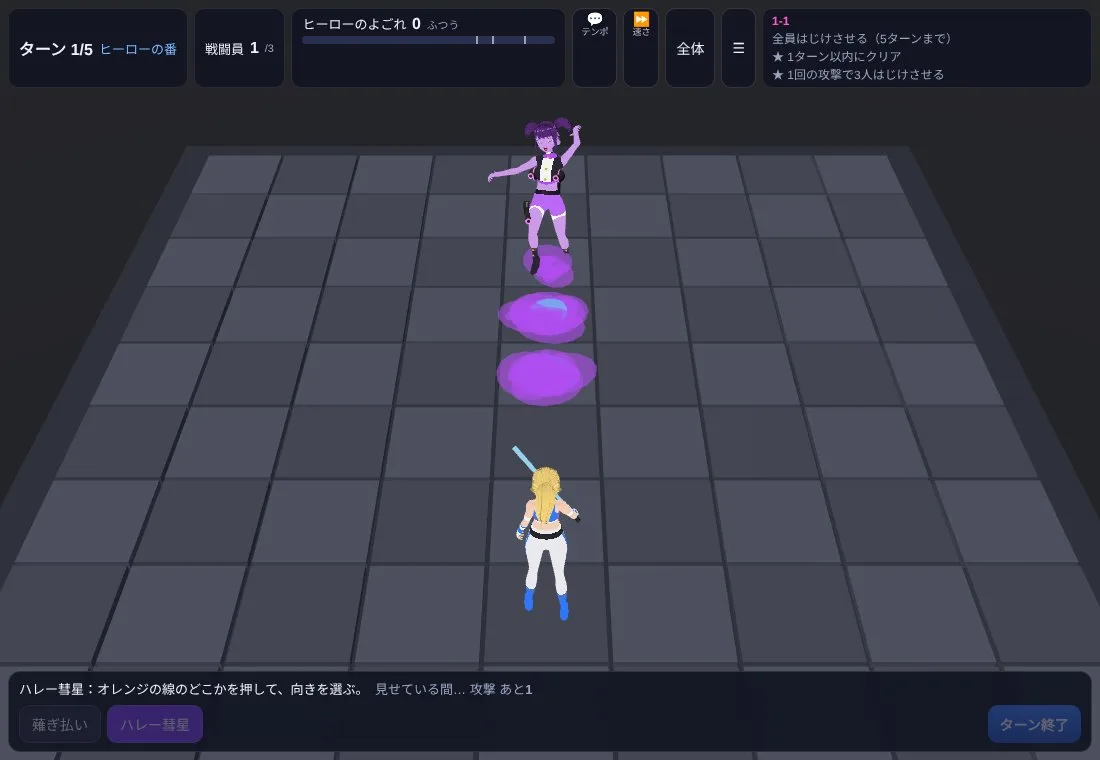 ターン 1/5 ヒーローの番
戦闘員 1 /3
ヒーローのよごれ 0 ふつう
テンポ
速さ
全体
1-1
全員はじけさせる（5ターンまで）
★ 1ターン以内にクリア
★ 1回の攻撃で3人はじけさせる
ハレー彗星：オレンジの線のどこかを押して、向きを選ぶ。 見せている間… 攻撃 あと1
薙ぎ払い
ハレー彗星
ターン終了